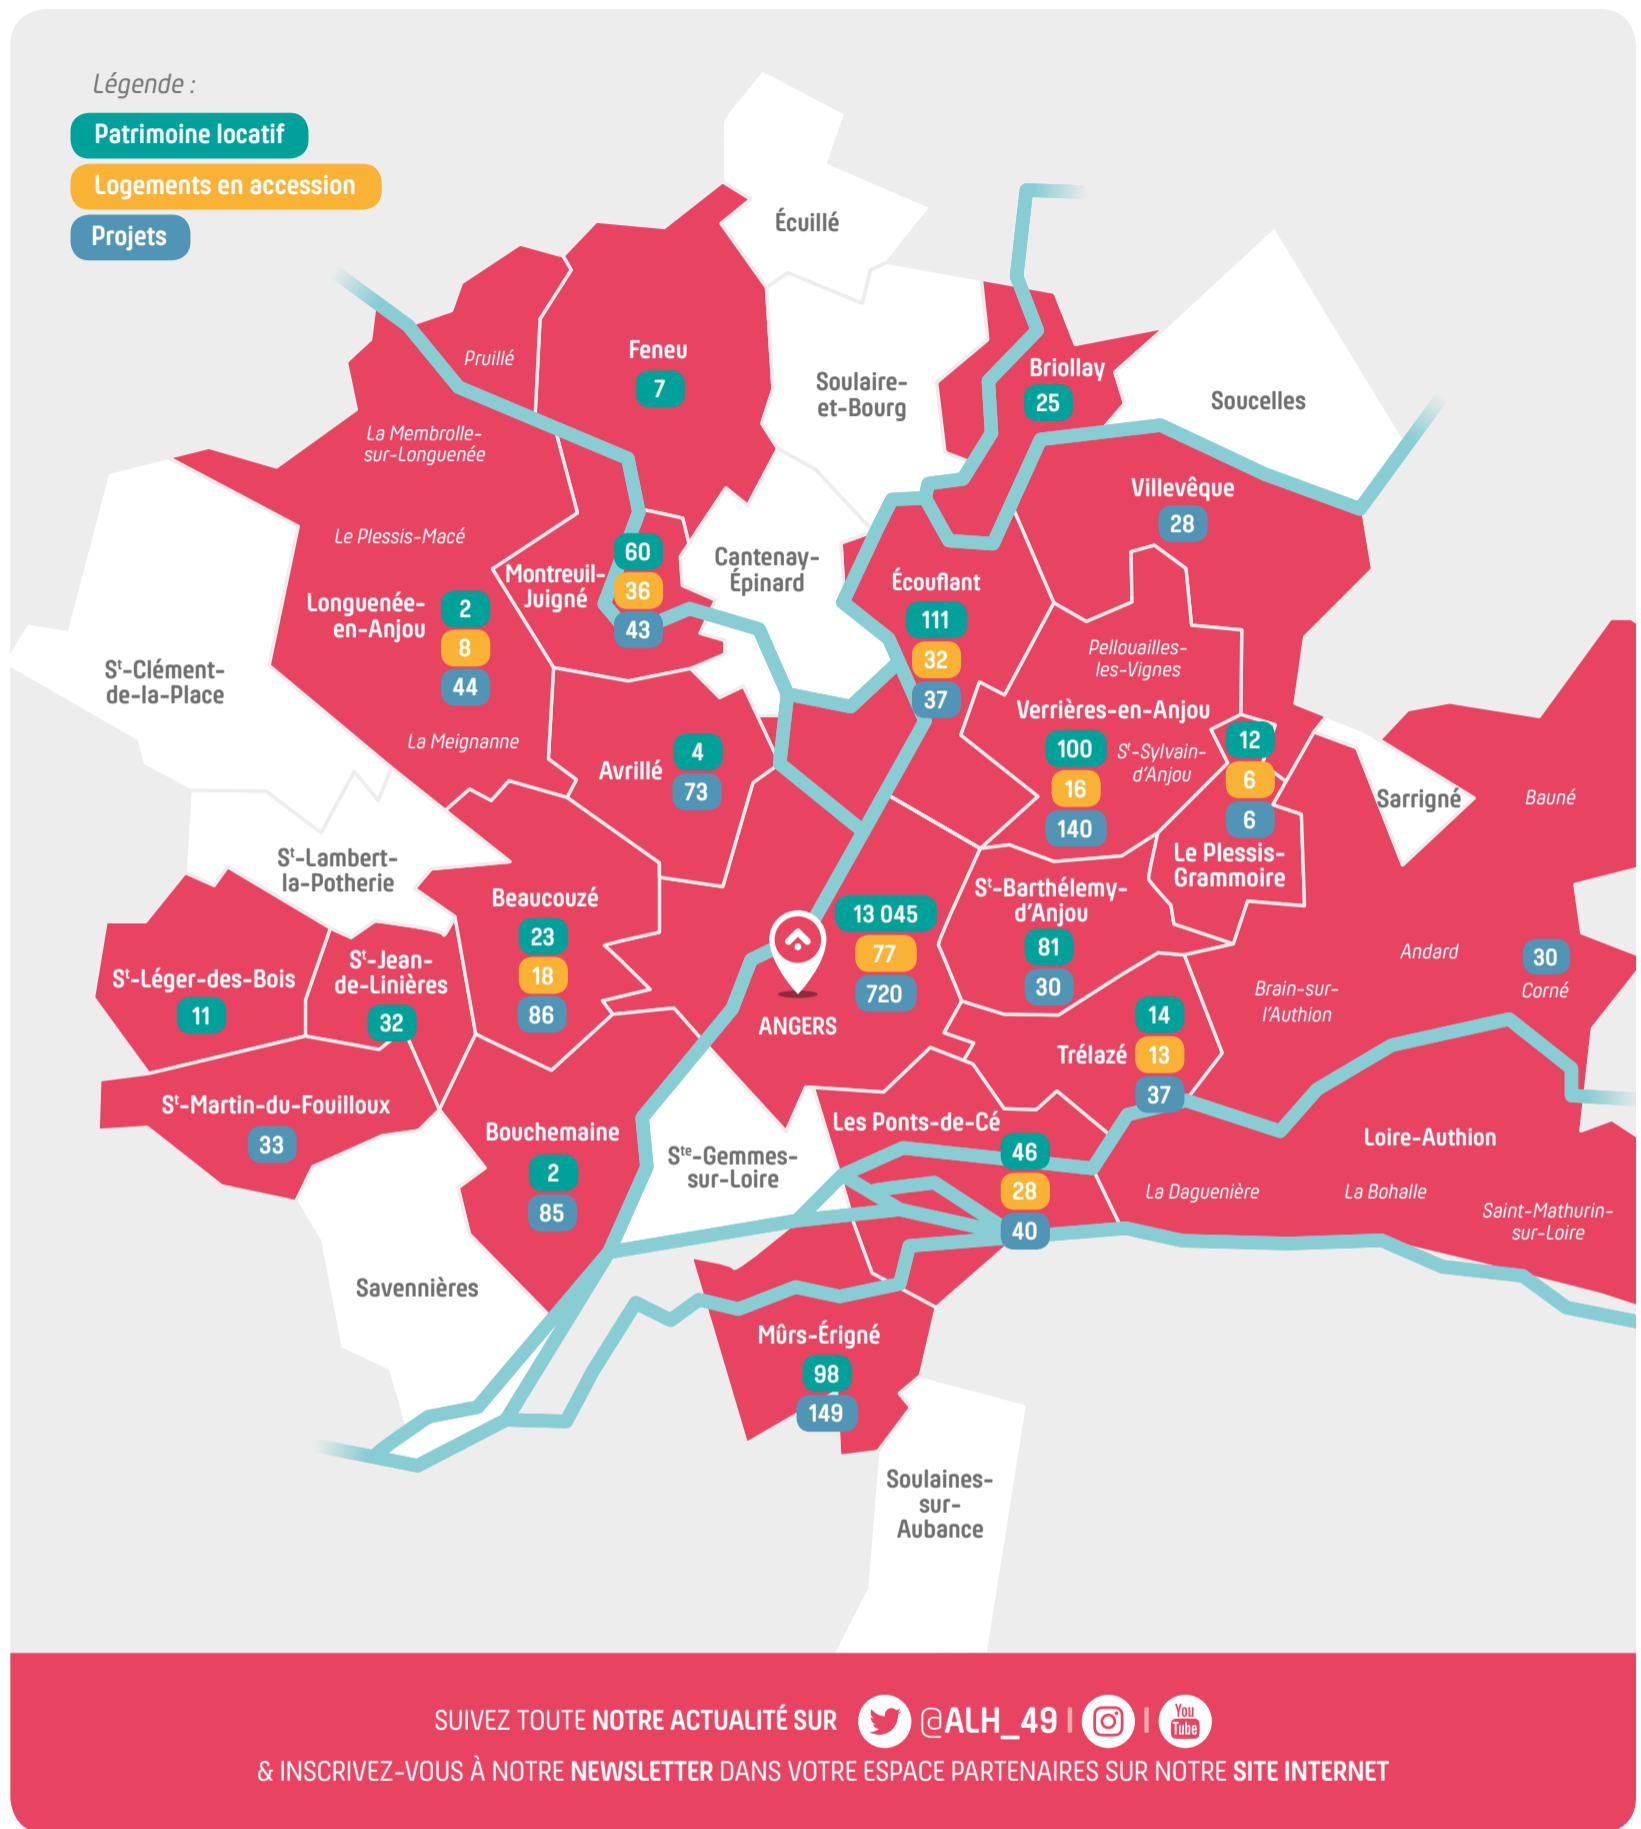 Légende :
Patrimoine locatif
Logements en accession
Projets
Écuillé
Pruillé
Feneu
7
Soulaire-
et-Bourg
Briollay
25
Soucelles
La Membrolle-
sur-Longuenée
Villevêque
28
Le Plessis-Macé
Cantenay-
Épinard
Montreuil-
Juigné
60
36
43
Écouflant
111
32
37
Longuenée-
en-Anjou
2
8
44
Pellouailles-
les-Vignes
St-Clément-
de-la-Place
La Meignanne
Verrières-en-Anjou
100
16
140
St-Sylvain-
d'Anjou
12
6
6
Le Plessis-
Grammoire
Avrillé
4
73
Sarrigné
Bauné
St-Lambert-
la-Potherie
Beaucouzé
23
18
86
St-Barthélemy-
d'Anjou
81
30
13 045
77
720
ANGERS
Andard
30
Corné
St-Léger-des-Bois
11
St-Jean-
de-Linières
32
Brain-sur-
l'Authion
Trélazé
14
13
37
St-Martin-du-Fouilloux
33
Bouchemaine
2
85
Les Ponts-de-Cé
46
28
40
Ste-Gemmes-
sur-Loire
Loire-Authion
La Daguenière
La Bohalle
Saint-Mathurin-
sur-Loire
Savennières
Mûrs-Érigné
98
149
Soulaines-
sur-
Aubance
SUIVEZ TOUTE NOTRE ACTUALITÉ SUR @ALH_49 | | You Tube
& INSCRIVEZ-VOUS À NOTRE NEWSLETTER DANS VOTRE ESPACE PARTENAIRES SUR NOTRE SITE INTERNET